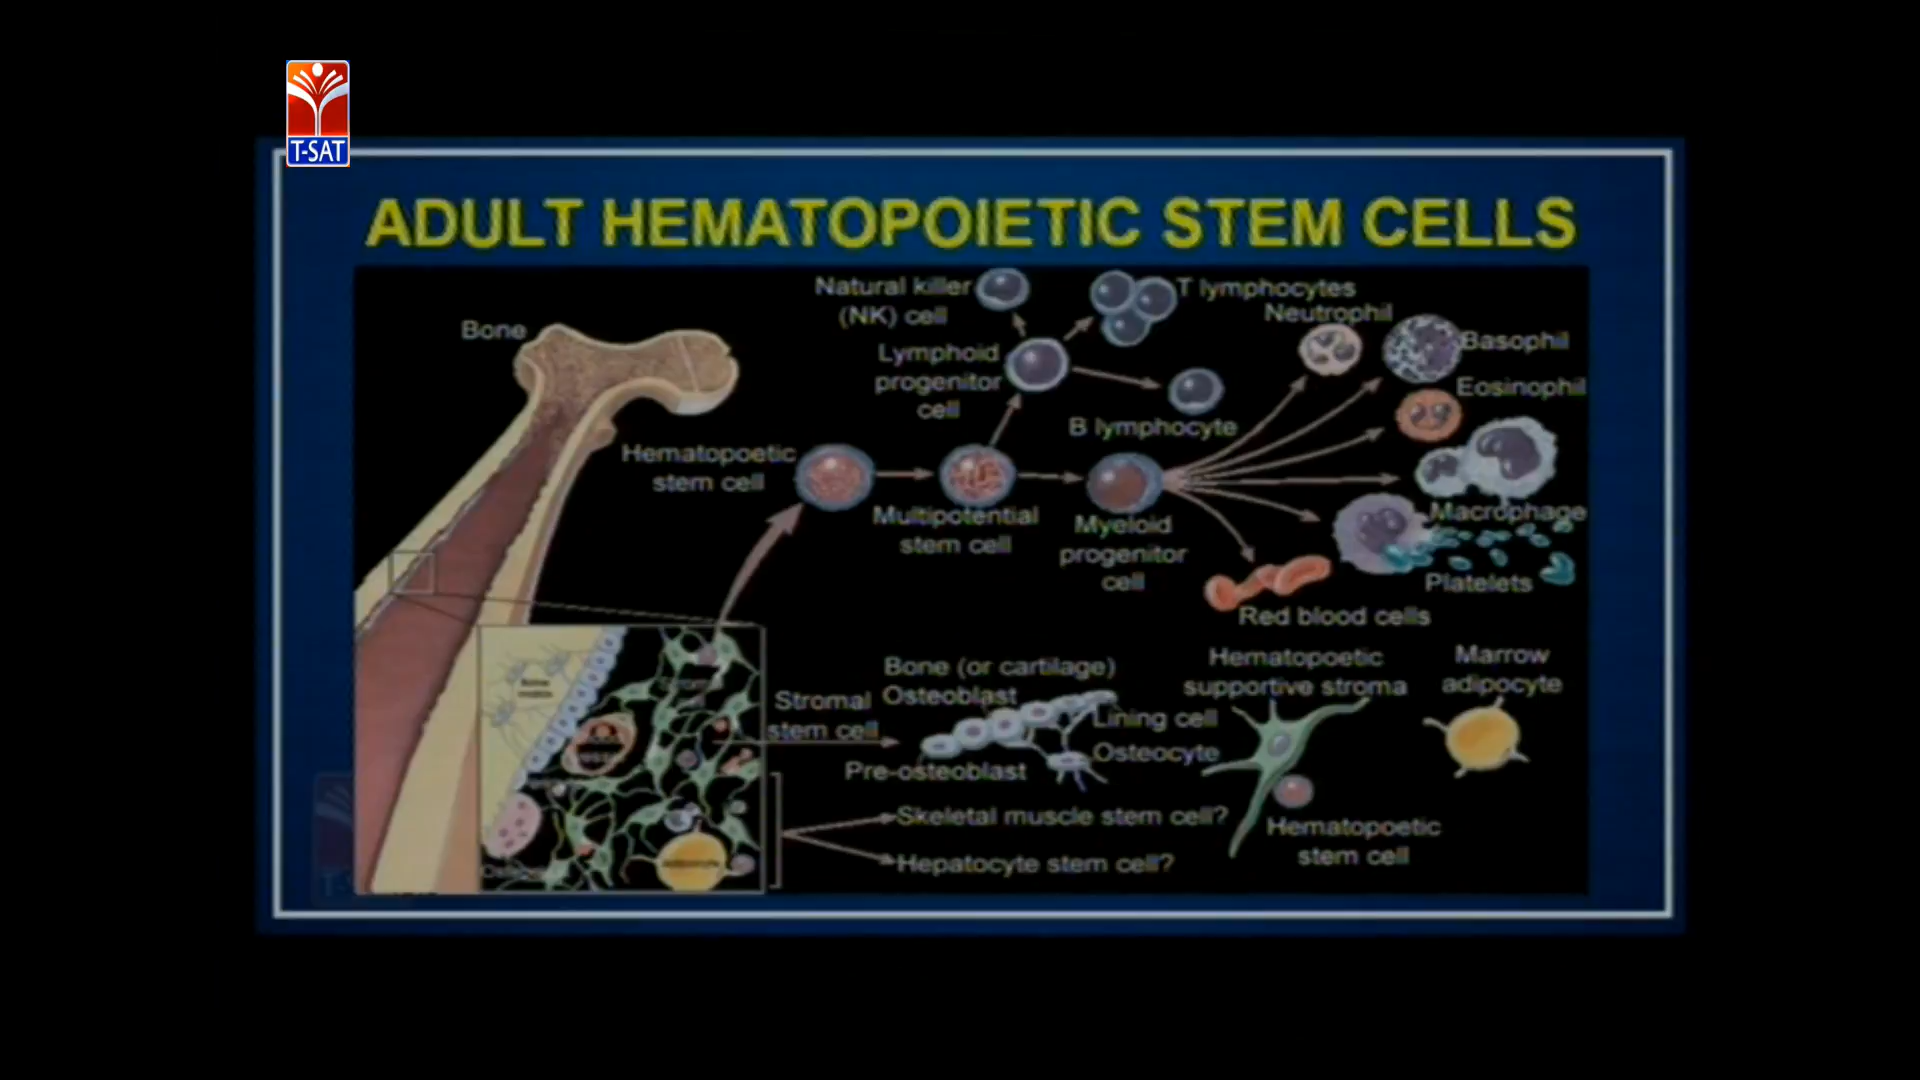 T-SAT
ADULT HEMATOPOIETIC STEM CELLS
Natural killer
(NK) cell
T lymphocytes
Neutrophil
Basophil
Bone
Lymphoid
progenitor
cell
Eosinophil
B lymphocyte
Hematopoetic
stem cell
Multipotential
stem cell
Myeloid
progenitor
cell
Macrophage
Platelets
Red blood cells
Bone (or cartilage)
Hematopoetic
supportive stroma
Marrow
adipocyte
Stromal
stem cell
Osteoblast
Lining cell
Osteocyte
Pre-osteoblast
Skeletal muscle stem cell?
Hepatocyte stem cell?
Hematopoetic
stem cell